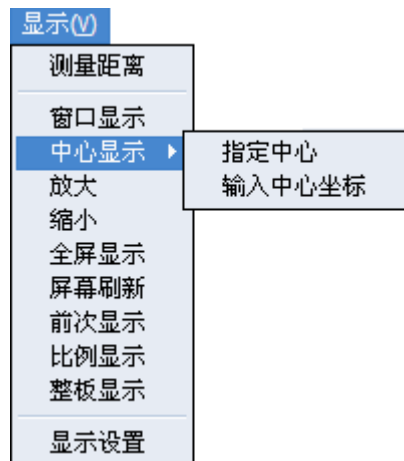 显示(V)
测量距离
窗口显示
中心显示
指定中心
输入中心坐标
放大
缩小
全屏显示
屏幕刷新
前次显示
比例显示
整板显示
显示设置